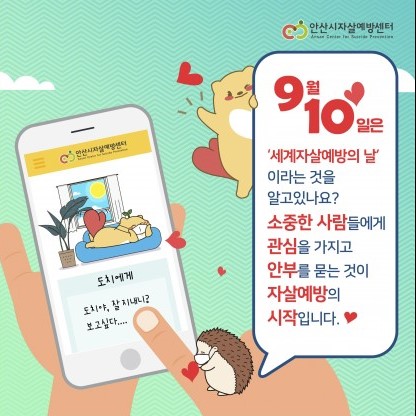 안산시자살예방센터
Ansan Center for Suicide Prevention
9월
10일은
'세계자살예방의 날'
이라는 것을
알고있나요?
소중한 사람들에게
관심을 가지고
안부를 묻는 것이
자살예방의
시작입니다.
안산시자살예방센터
도치에게
도치야, 잘 지내니?
보고싶다....